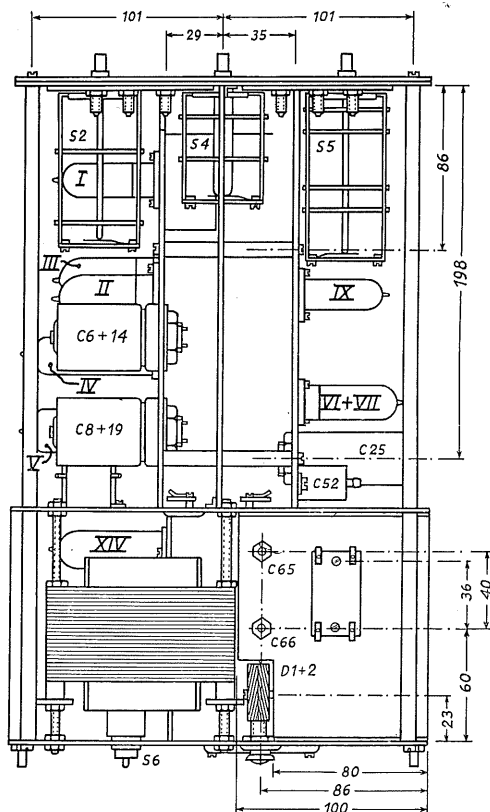 101 101
29 35
S2
S4
S5
I
86
198
III
II
IX
C6+14
IV
VI+VII
C8+19
V
C25
C52
XIV
C65
36
40
C66
D1+2
60
23
S6
80
86
100